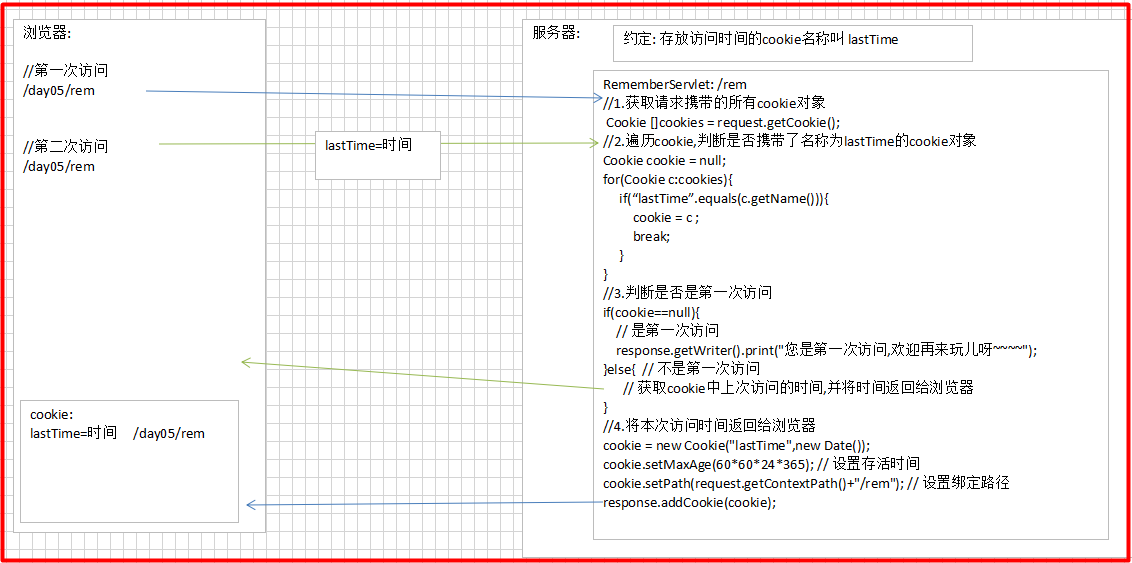 浏览器:
//第一次访问
/day05/rem
//第二次访问
/day05/rem
lastTime=时间
cookie:
lastTime=时间 /day05/rem
服务器:
约定: 存放访问时间的cookie名称叫 lastTime
RememberServlet: /rem
//1.获取请求携带的所有cookie对象
Cookie []cookies = request.getCookie();
//2.遍历cookie,判断是否携带了名称为lastTime的cookie对象
Cookie cookie = null;
for(Cookie c:cookies){
if(“lastTime”.equals(c.getName())){
cookie = c ;
break;
}
}
//3.判断是否是第一次访问
if(cookie==null){
// 是第一次访问
response.getWriter().print("您是第一次访问,欢迎再来玩儿呀~~~~");
}else{ // 不是第一次访问
// 获取cookie中上次访问的时间,并将时间返回给浏览器
}
//4.将本次访问时间返回给浏览器
cookie = new Cookie("lastTime",new Date());
cookie.setMaxAge(60*60*24*365); // 设置存活时间
cookie.setPath(request.getContextPath()+"/rem"); // 设置绑定路径
response.addCookie(cookie);